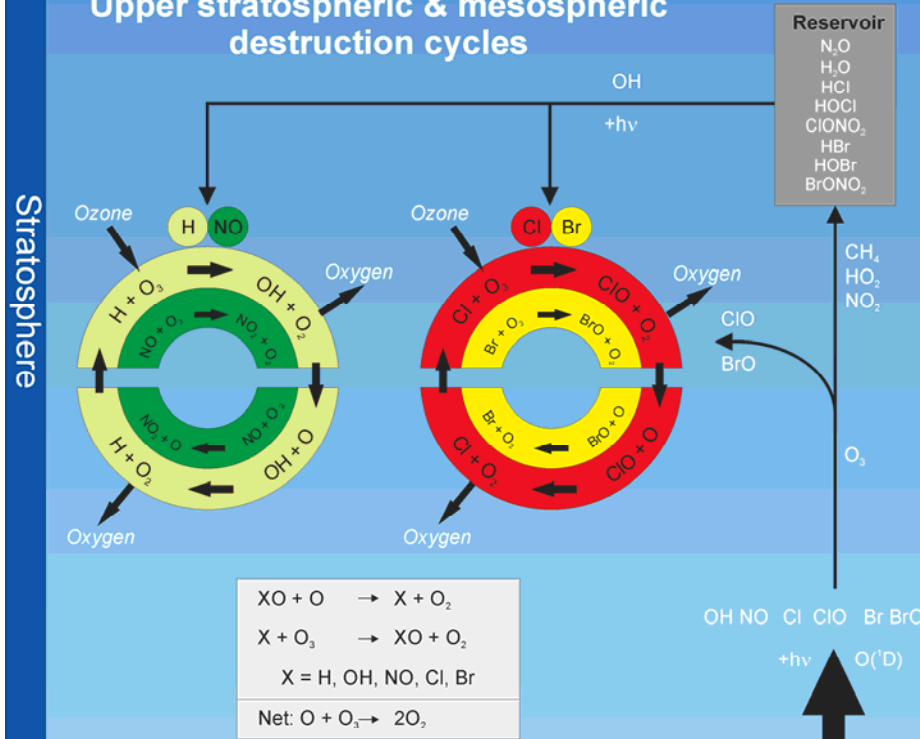 Upper stratospheric & mesospheric
destruction cycles
Stratosphere
Reservoir
N₂O
H₂O
HCl
HOCl
ClONO₂
HBr
HOBr
BrONO₂
OH
+hν
Ozone
H
NO
Oxygen
H + O₃
OH + O₂
NO + O₃
NO₂ + O₂
NO₂ + O
NO + O₂
H + O₂
OH + O
Oxygen
Ozone
Cl
Br
Oxygen
Cl + O₃
ClO + O₂
Br + O₃
BrO + O₂
Br + O₂
BrO + O
Cl + O₂
ClO + O
Oxygen
CH₄
HO₂
NO₂
ClO
BrO
O₃
OH NO Cl ClO Br BrO
+hν O(¹D)
XO + O → X + O₂
X + O₃ → XO + O₂
X = H, OH, NO, Cl, Br
Net: O + O₃→ 2O₂